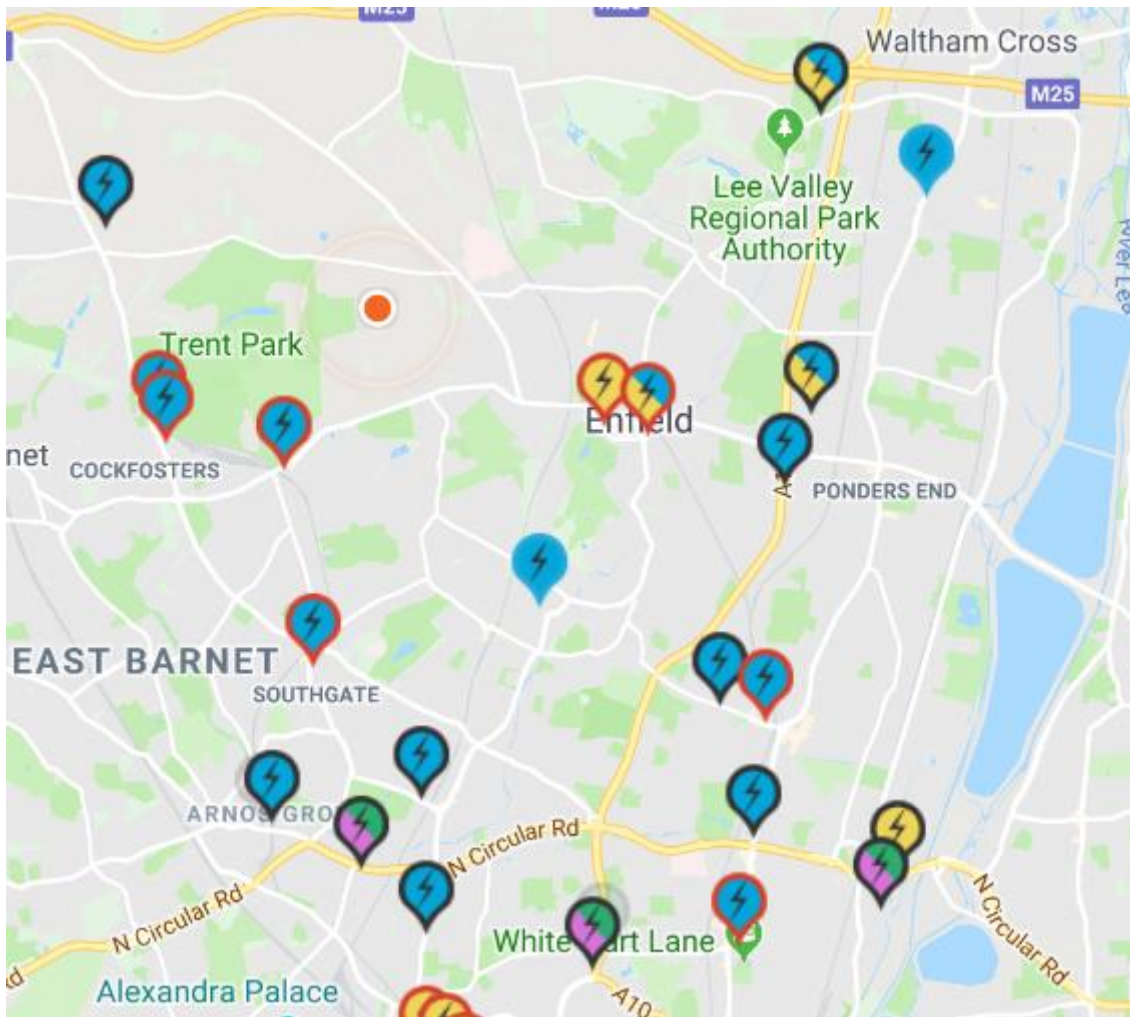 M25
Waltham Cross
M25
Lee Valley
Regional Park
Authority
Trent Park
Enfield
net
COCKFOSTERS
PONDERS END
EAST BARNET
SOUTHGATE
N Circular Rd
N Circular Rd
N Circular Rd
White Hart Lane
Alexandra Palace
A10